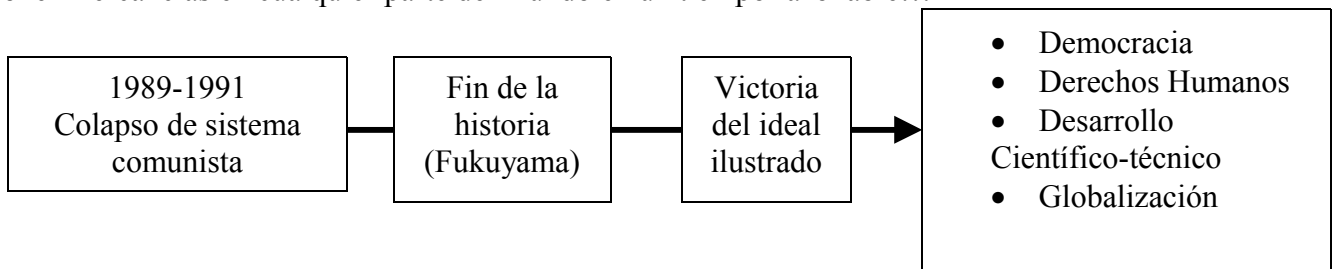 1989-1991
Colapso de sistema
comunista
Fin de la
historia
(Fukuyama)
Victoria
del ideal
ilustrado
• Democracia
• Derechos Humanos
• Desarrollo
Científico-técnico
• Globalización